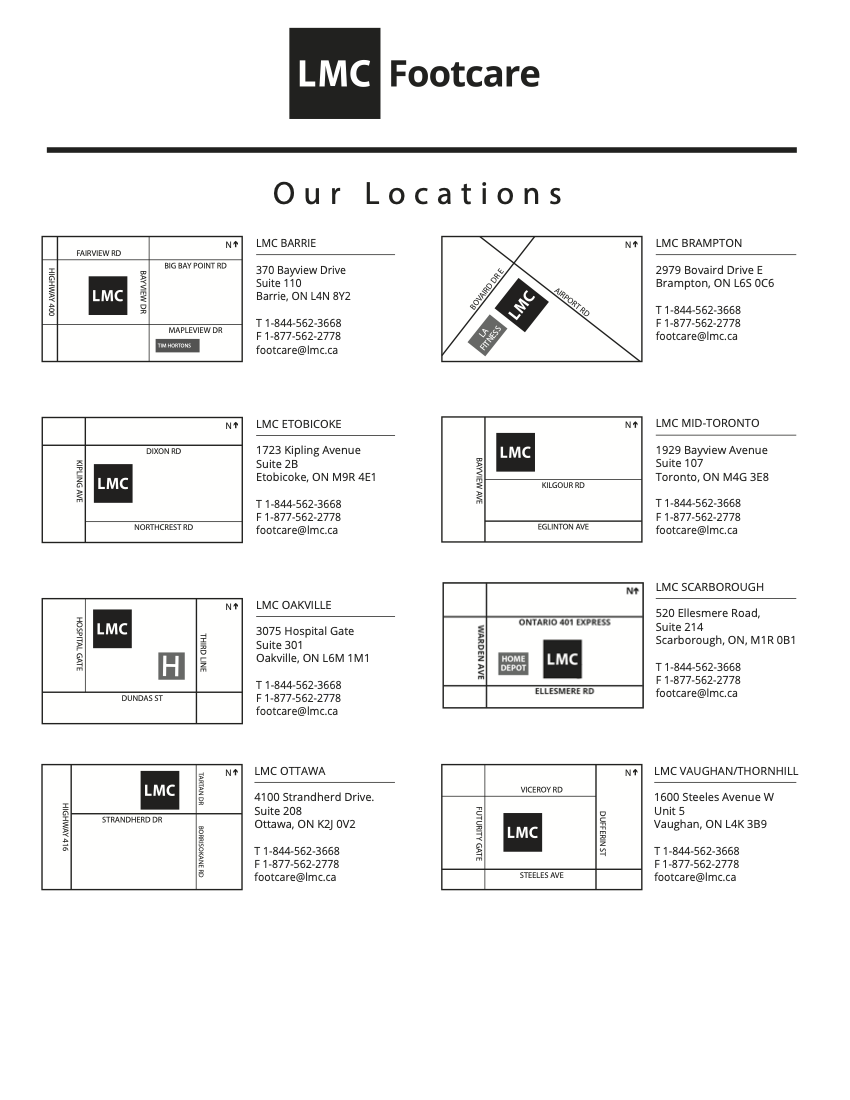 LMC Footcare
Our Locations
N
FAIRVIEW RD
BIG BAY POINT RD
HIGHWAY 400
LMC
BAYVIEW DR
MAPLEVIEW DR
TIM HORTONS
LMC BARRIE
370 Bayview Drive
Suite 110
Barrie, ON L4N 8Y2
T 1-844-562-3668
F 1-877-562-2778
footcare@lmc.ca
N
BOVAIRD DR E
LMC
AIRPORT RD
LA
FITNESS
LMC BRAMPTON
2979 Bovaird Drive E
Brampton, ON L6S 0C6
T 1-844-562-3668
F 1-877-562-2778
footcare@lmc.ca
N
DIXON RD
KIPLING AVE
LMC
NORTHCREST RD
LMC ETOBICOKE
1723 Kipling Avenue
Suite 2B
Etobicoke, ON M9R 4E1
T 1-844-562-3668
F 1-877-562-2778
footcare@lmc.ca
N
LMC
BAYVIEW AVE
KILGOUR RD
EGLINTON AVE
LMC MID-TORONTO
1929 Bayview Avenue
Suite 107
Toronto, ON M4G 3E8
T 1-844-562-3668
F 1-877-562-2778
footcare@lmc.ca
N
HOSPITAL GATE
LMC
THIRD LINE
H
DUNDAS ST
LMC OAKVILLE
3075 Hospital Gate
Suite 301
Oakville, ON L6M 1M1
T 1-844-562-3668
F 1-877-562-2778
footcare@lmc.ca
N
ONTARIO 401 EXPRESS
WARDEN AVE
HOME
DEPOT
LMC
ELLESMERE RD
LMC SCARBOROUGH
520 Ellesmere Road,
Suite 214
Scarborough, ON, M1R 0B1
T 1-844-562-3668
F 1-877-562-2778
footcare@lmc.ca
N
LMC
TARTAN DR
HIGHWAY 416
STRANDHERD DR
BORRISOKANE RD
LMC OTTAWA
4100 Strandherd Drive.
Suite 208
Ottawa, ON K2J 0V2
T 1-844-562-3668
F 1-877-562-2778
footcare@lmc.ca
N
VICEROY RD
FUTURITY GATE
LMC
DUFFERIN ST
STEELES AVE
LMC VAUGHAN/THORNHILL
1600 Steeles Avenue W
Unit 5
Vaughan, ON L4K 3B9
T 1-844-562-3668
F 1-877-562-2778
footcare@lmc.ca